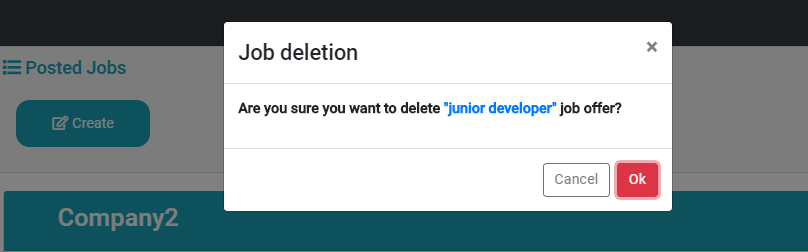 Job deletion
×
Posted Jobs
Are you sure you want to delete "junior developer" job offer?
Create
Cancel
Ok
Company2